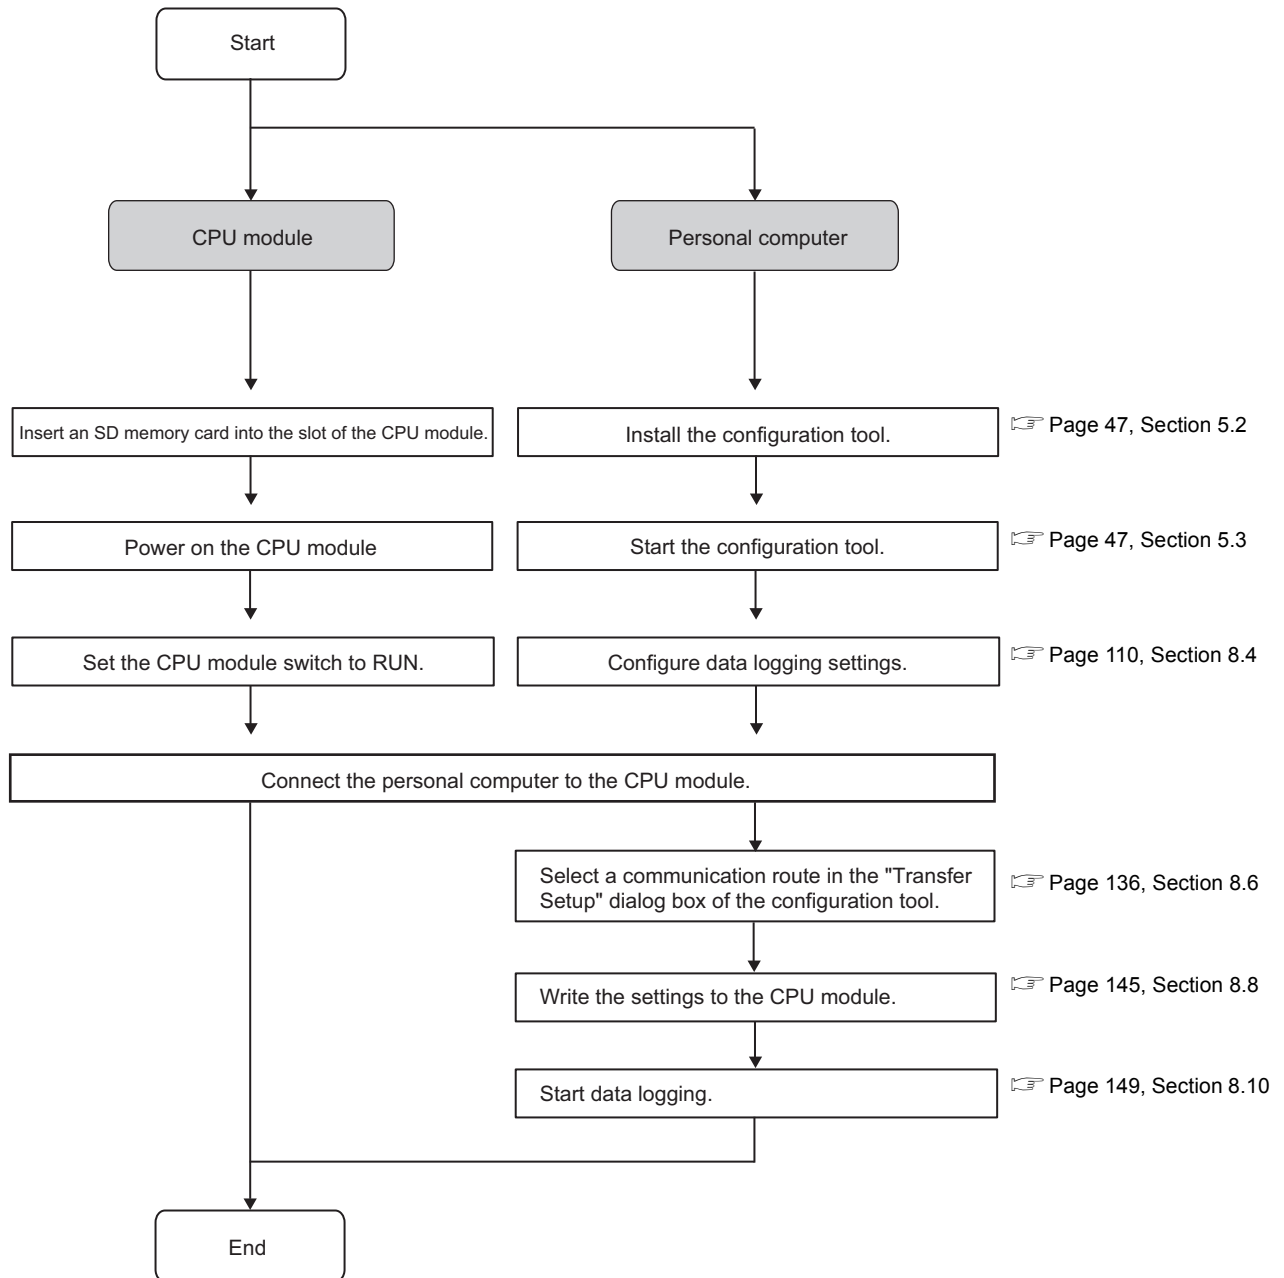 Start
CPU module
Personal computer
Insert an SD memory card into the slot of the CPU module.
Install the configuration tool.
Page 47, Section 5.2
Power on the CPU module
Start the configuration tool.
Page 47, Section 5.3
Set the CPU module switch to RUN.
Configure data logging settings.
Page 110, Section 8.4
Connect the personal computer to the CPU module.
Select a communication route in the "Transfer
Setup" dialog box of the configuration tool.
Page 136, Section 8.6
Write the settings to the CPU module.
Page 145, Section 8.8
Start data logging.
Page 149, Section 8.10
End